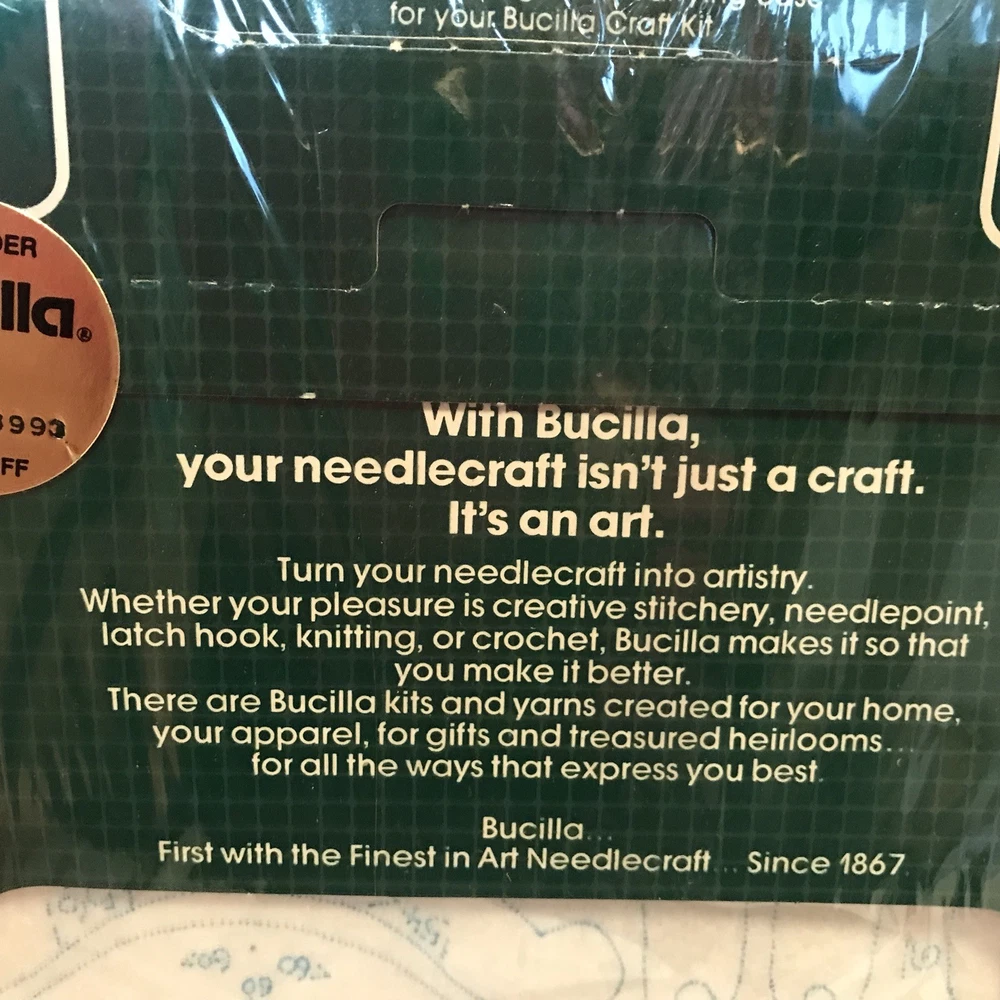 for your Bucilla Craft Kit
DER
lla®
3993
FF
With Bucilla,
your needlecraft isn't just a craft.
It's an art.
Turn your needlecraft into artistry.
Whether your pleasure is creative stitchery, needlepoint,
latch hook, knitting, or crochet, Bucilla makes it so that
you make it better.
There are Bucilla kits and yarns created for your home,
your apparel, for gifts and treasured heirlooms...
for all the ways that express you best.
Bucilla...
First with the Finest in Art Needlecraft... Since 1867.